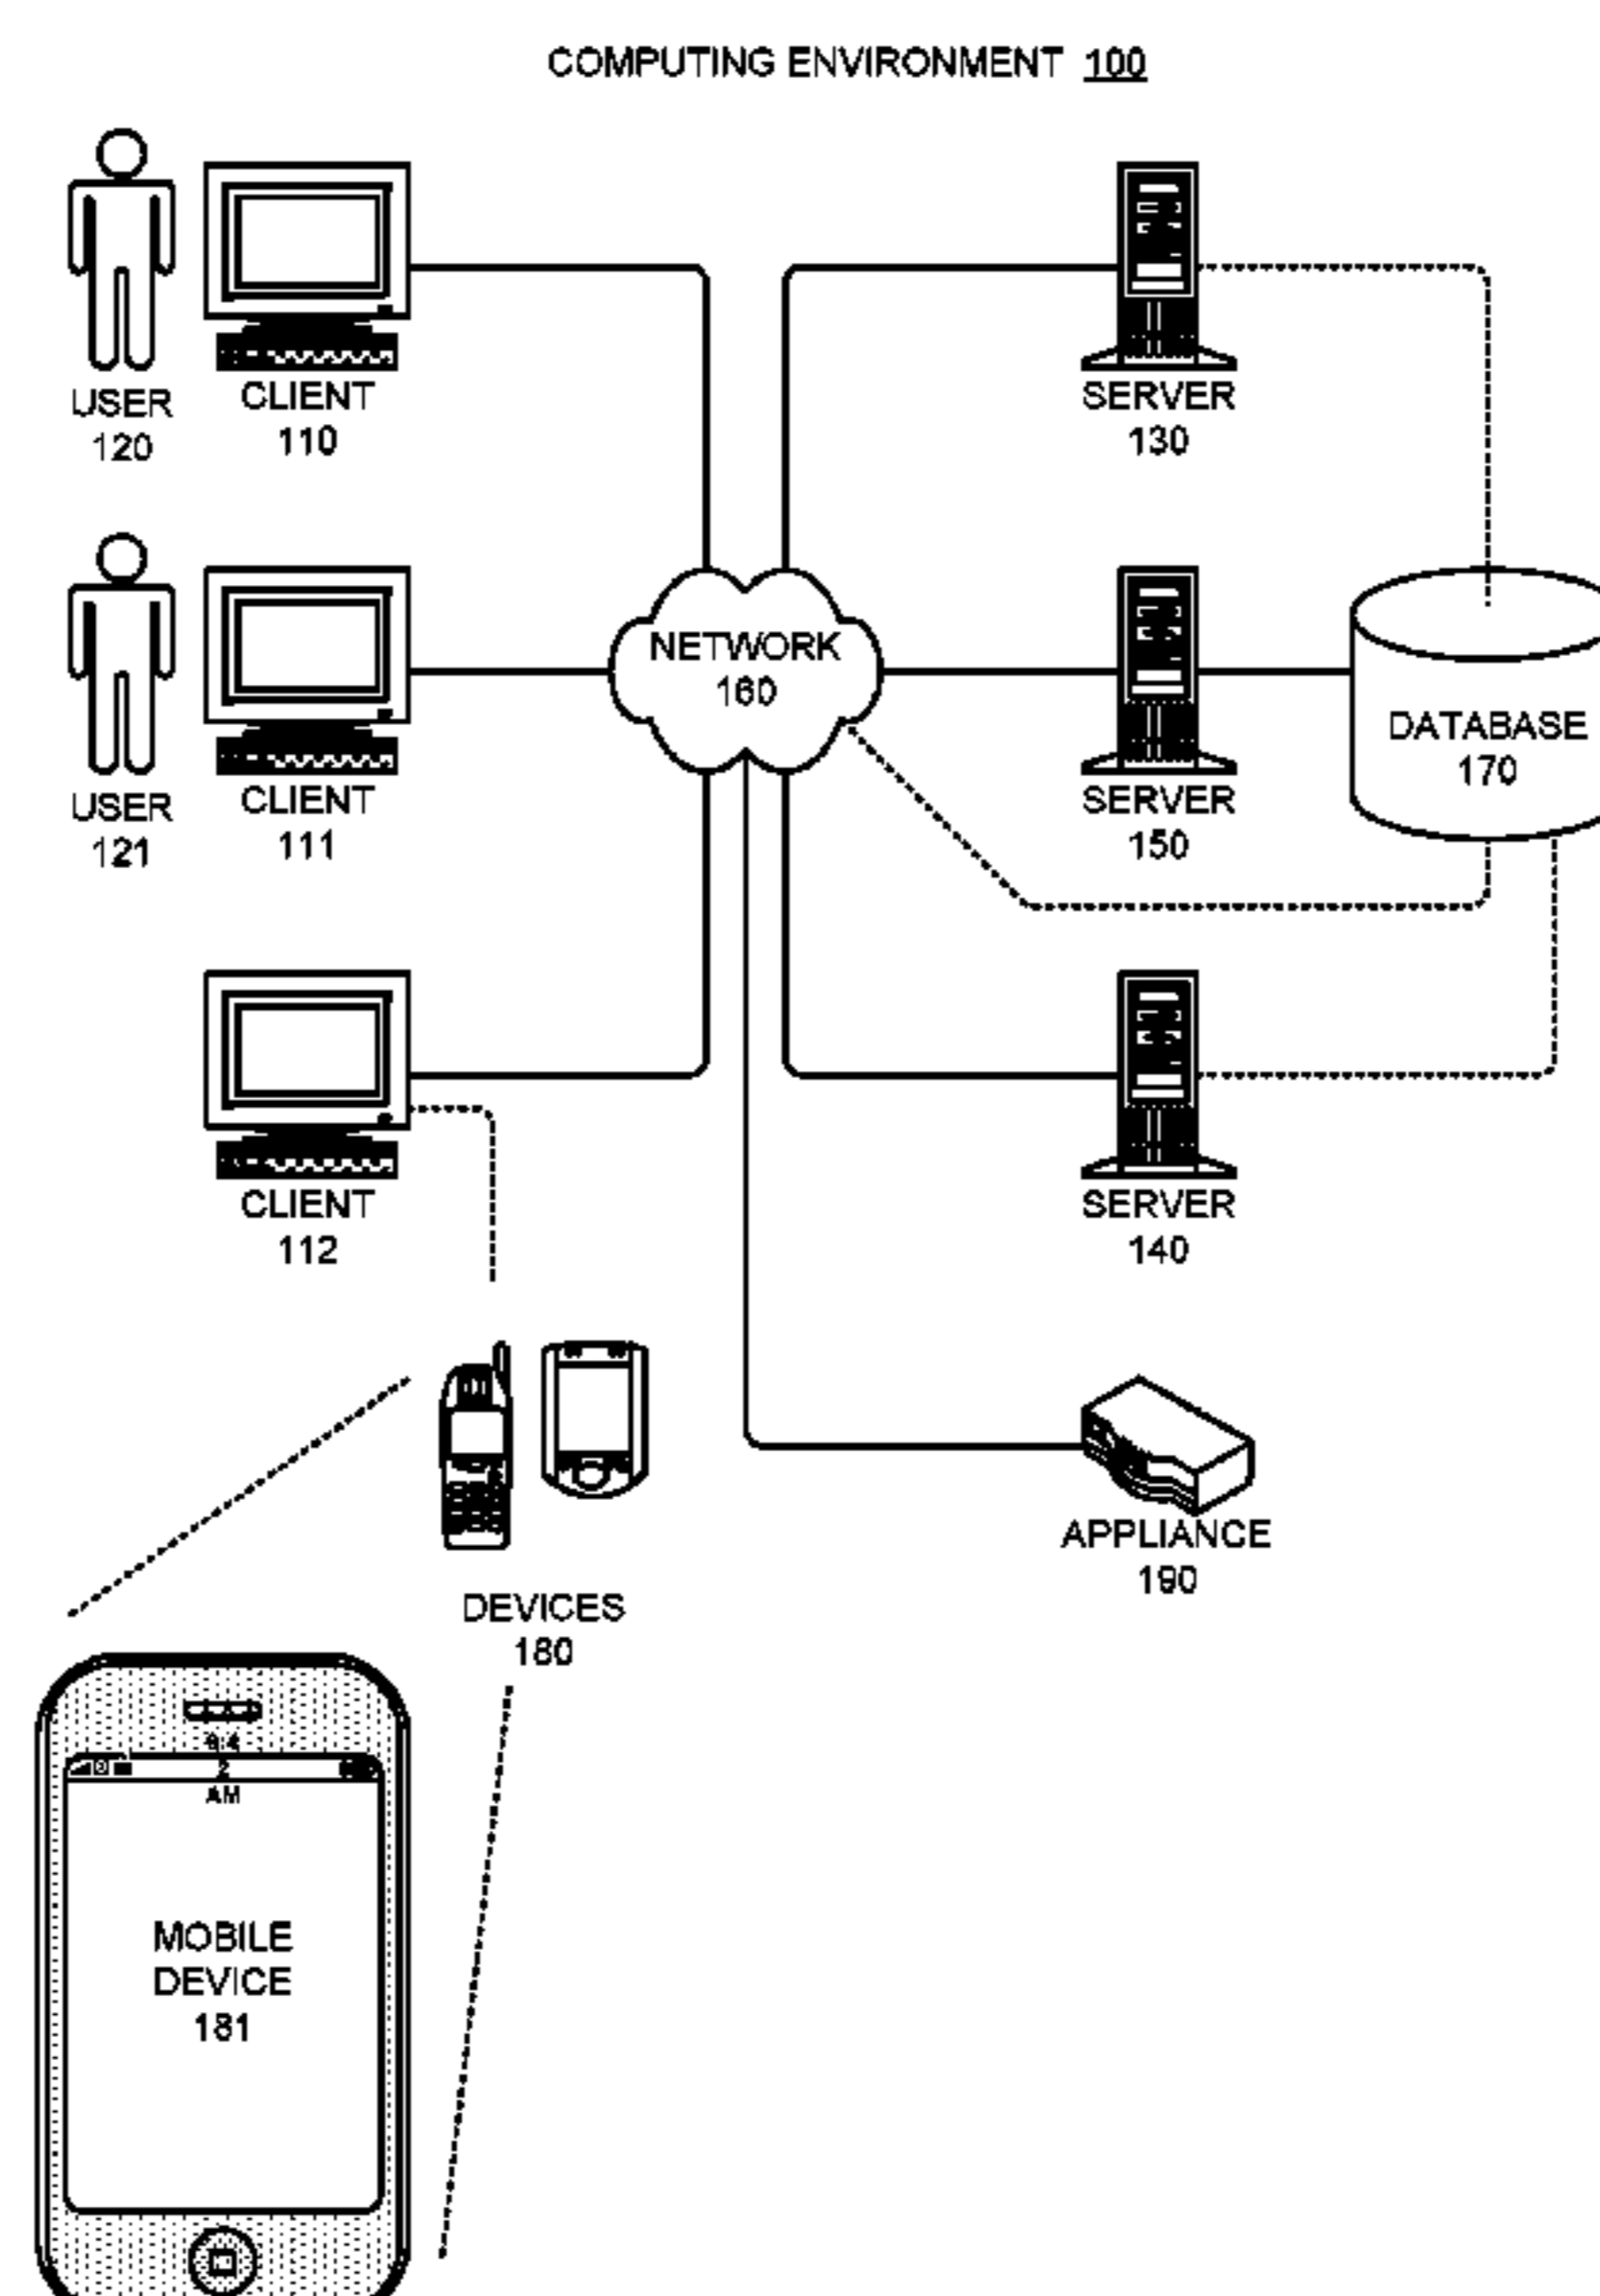 COMPUTING ENVIRONMENT 100
USER
120
CLIENT
110
SERVER
130
NETWORK
160
DATABASE
170
USER
121
CLIENT
111
SERVER
150
CLIENT
112
SERVER
140
APPLIANCE
190
DEVICES
180
2
AM
MOBILE
DEVICE
181